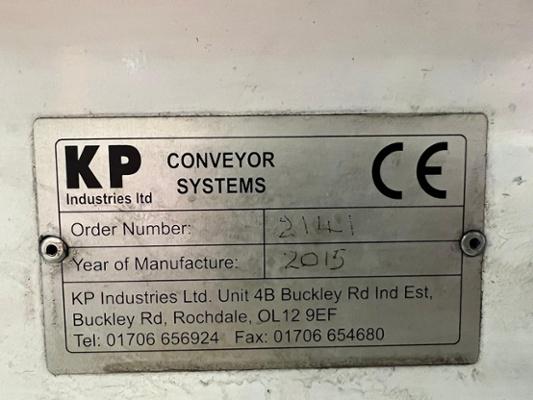 KP CONVEYOR SYSTEMS CE
Industries ltd
Order Number: 2141
Year of Manufacture: 2015
KP Industries Ltd. Unit 4B Buckley Rd Ind Est,
Buckley Rd, Rochdale, OL12 9EF
Tel: 01706 656924 Fax: 01706 654680